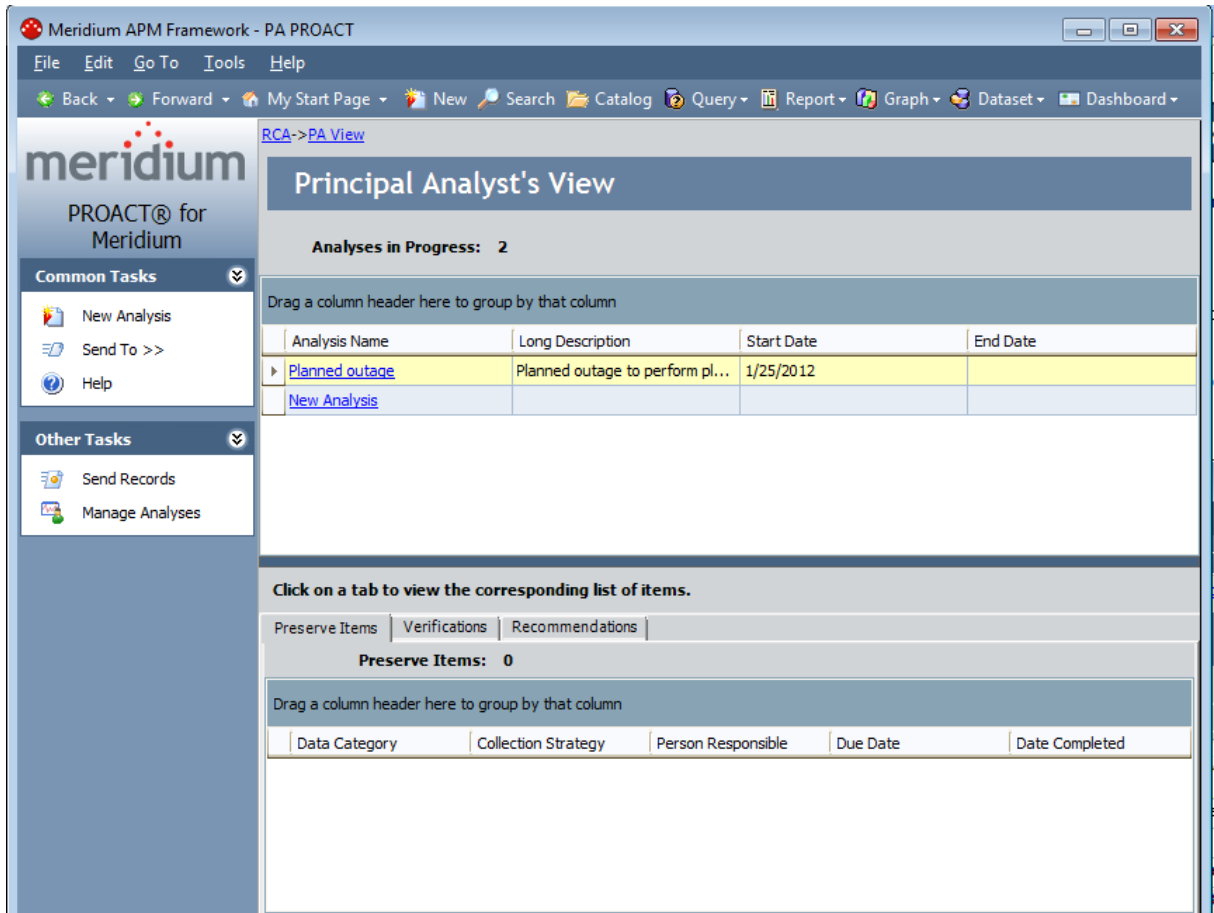 Meridium APM Framework - PA PROACT
File Edit Go To Tools Help
Back Forward My Start Page New Search Catalog Query Report Graph Dataset Dashboard
meridium
PROACT® for
Meridium
Common Tasks
New Analysis
Send To >>
Help
Other Tasks
Send Records
Manage Analyses
RCA->PA View
Principal Analyst's View
Analyses in Progress: 2
Drag a column header here to group by that column
Analysis Name Long Description Start Date End Date
Planned outage Planned outage to perform pl... 1/25/2012
New Analysis
Click on a tab to view the corresponding list of items.
Preserve Items Verifications Recommendations
Preserve Items: 0
Drag a column header here to group by that column
Data Category Collection Strategy Person Responsible Due Date Date Completed